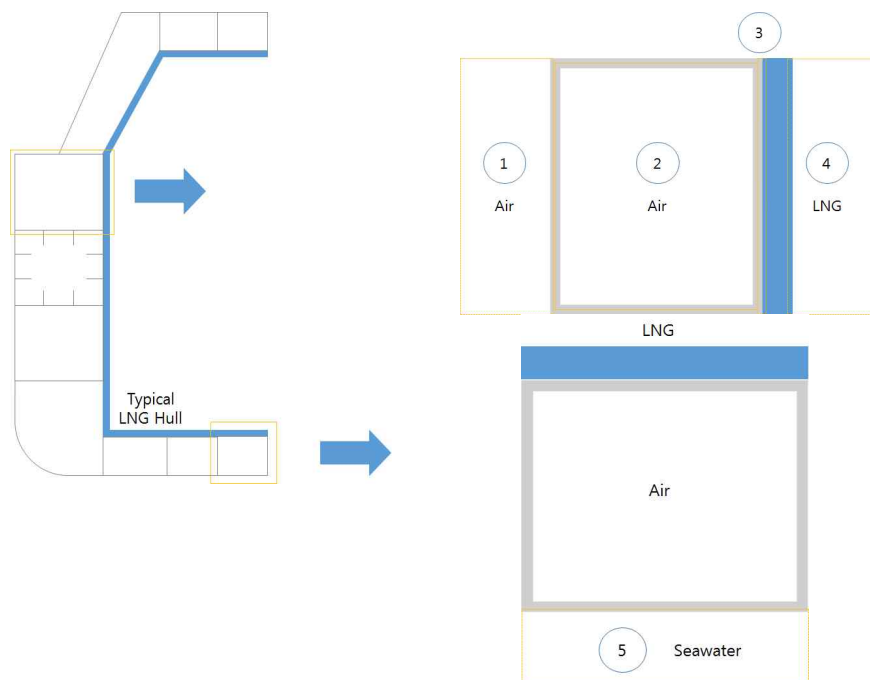 3
1
2
4
Air
Air
LNG
LNG
Typical
LNG Hull
Air
5
Seawater